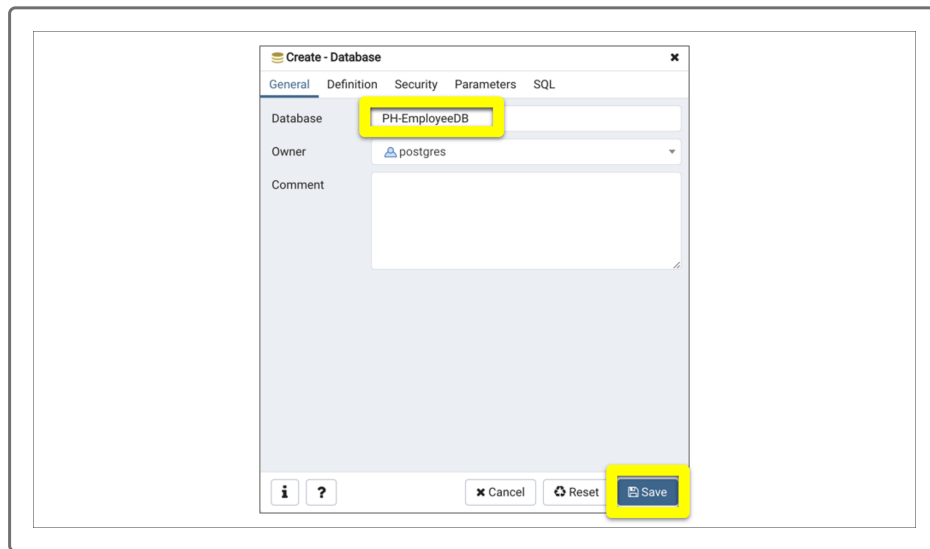 Create - Database
General Definition Security Parameters SQL
Database PH-EmployeeDB
Owner postgres
Comment
i ? Cancel Reset Save